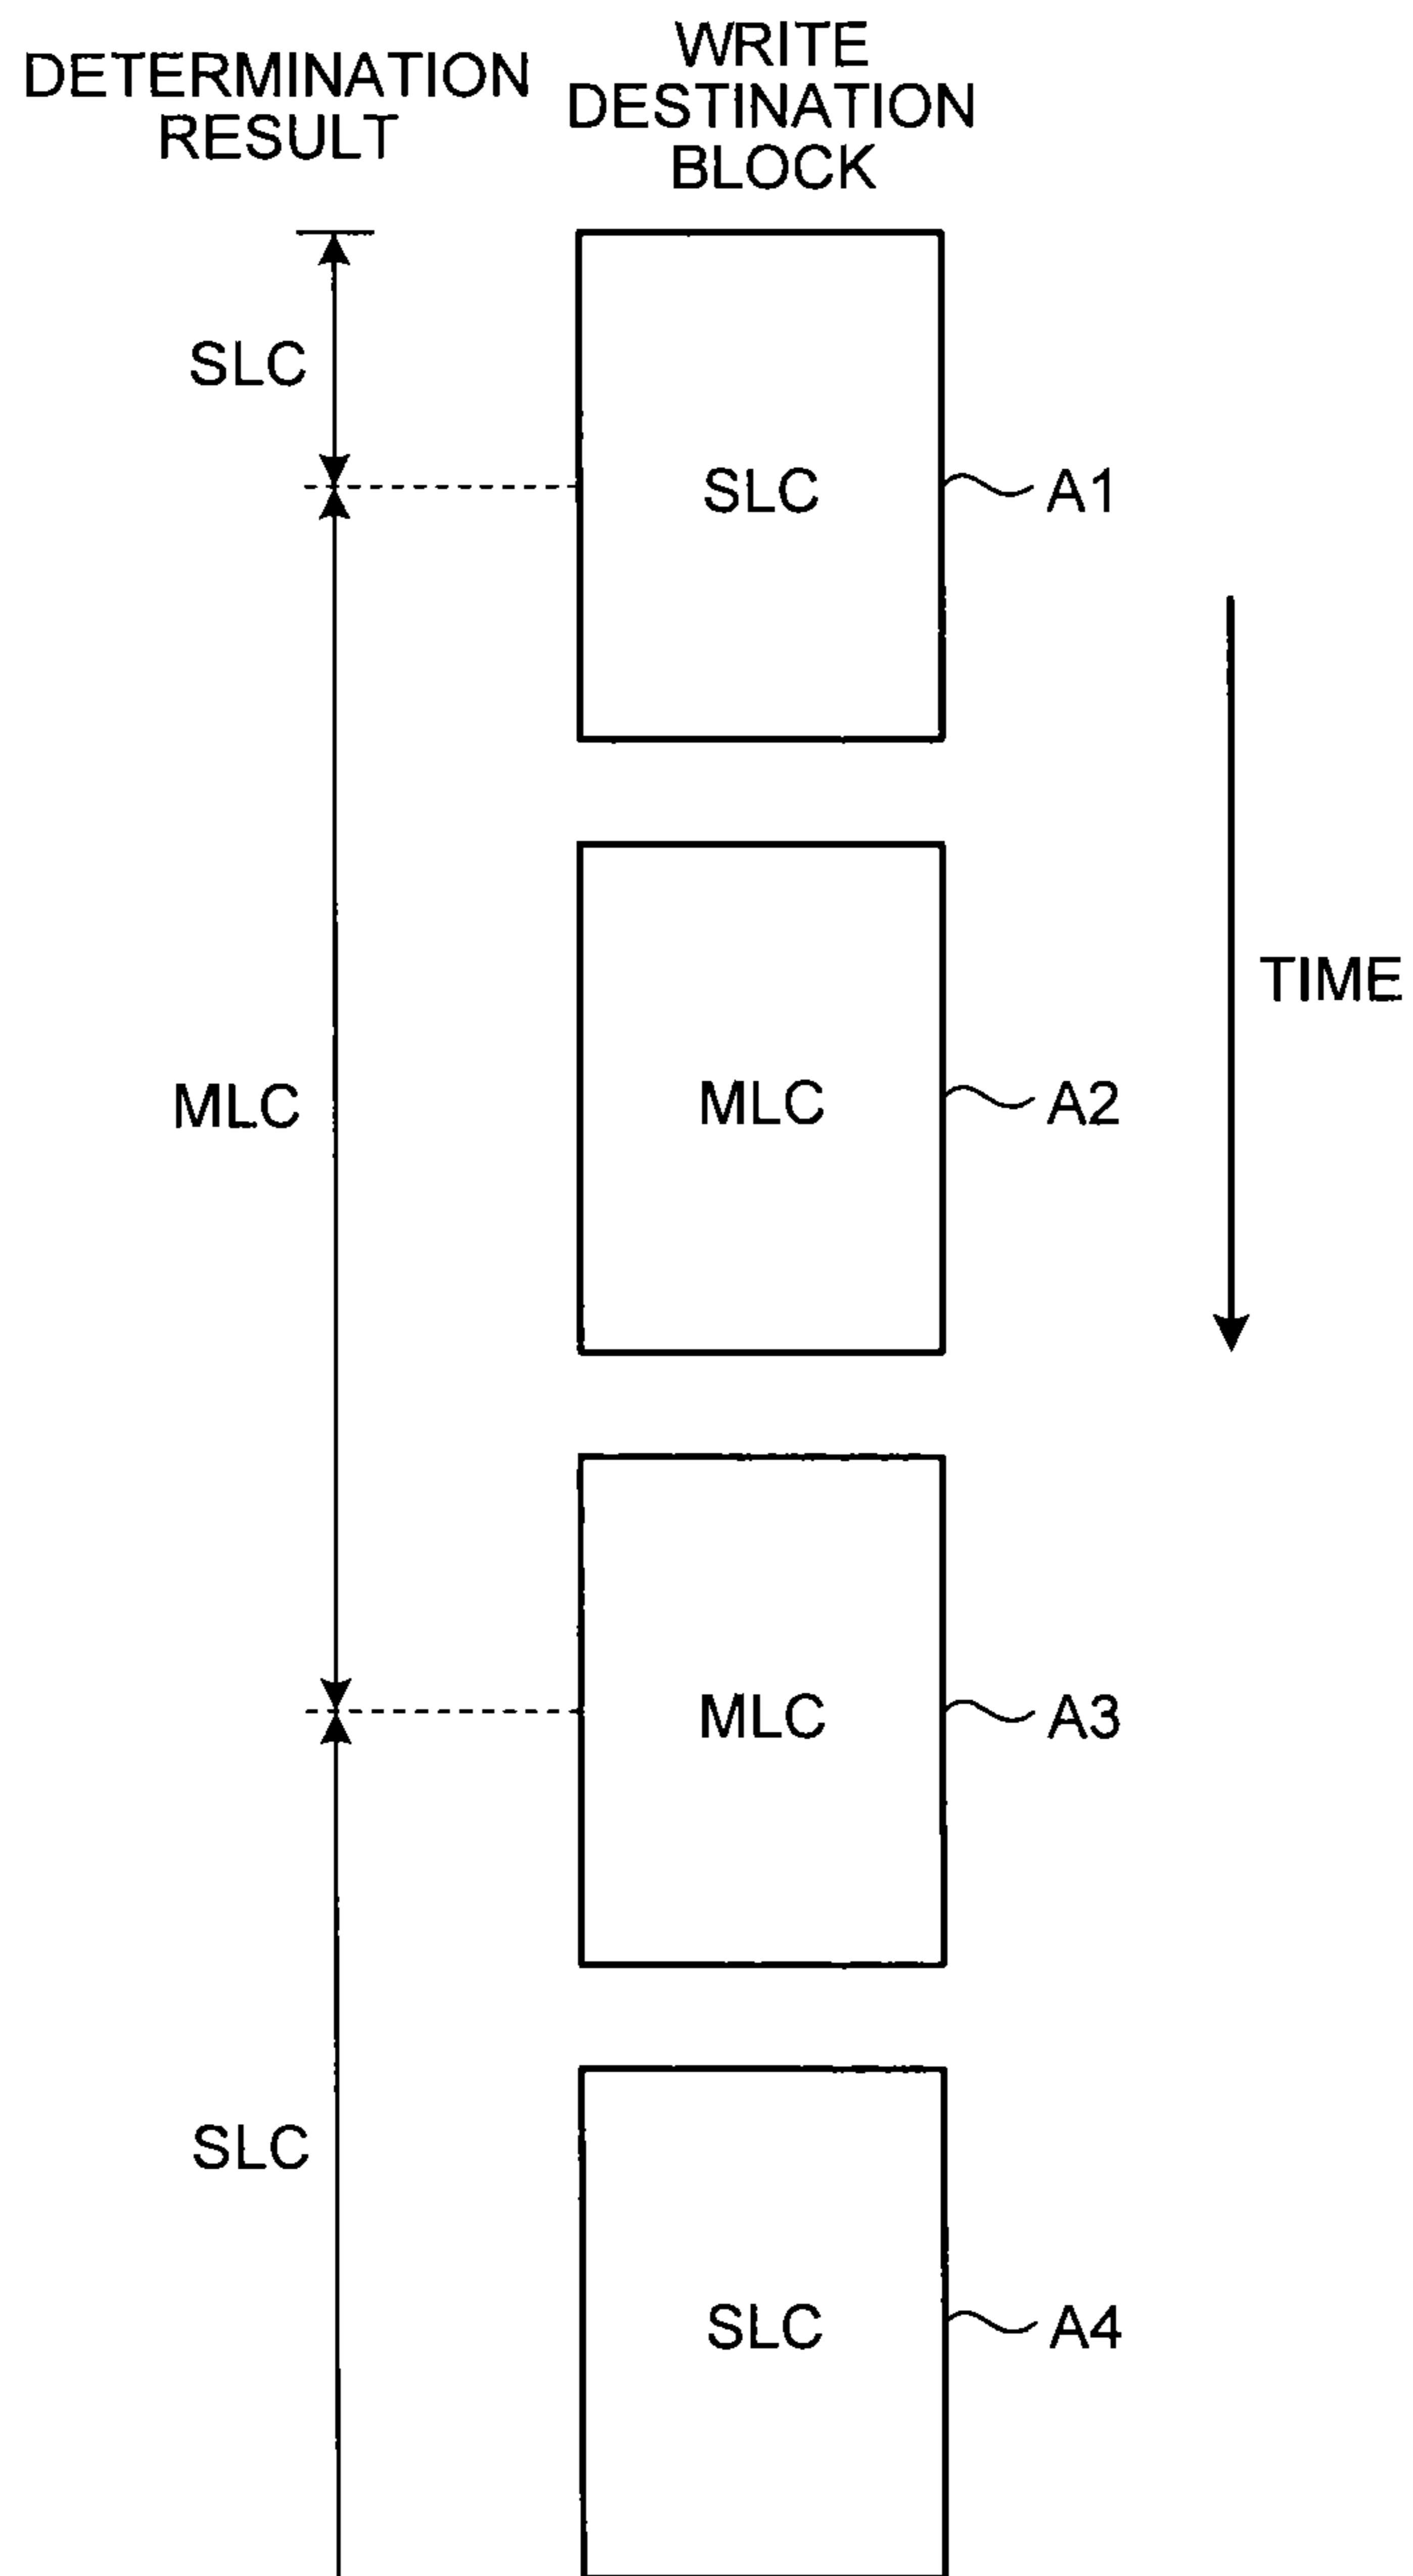 DETERMINATION
RESULT
WRITE
DESTINATION
BLOCK
SLC
SLC
A1
TIME
MLC
MLC
A2
MLC
A3
SLC
SLC
A4